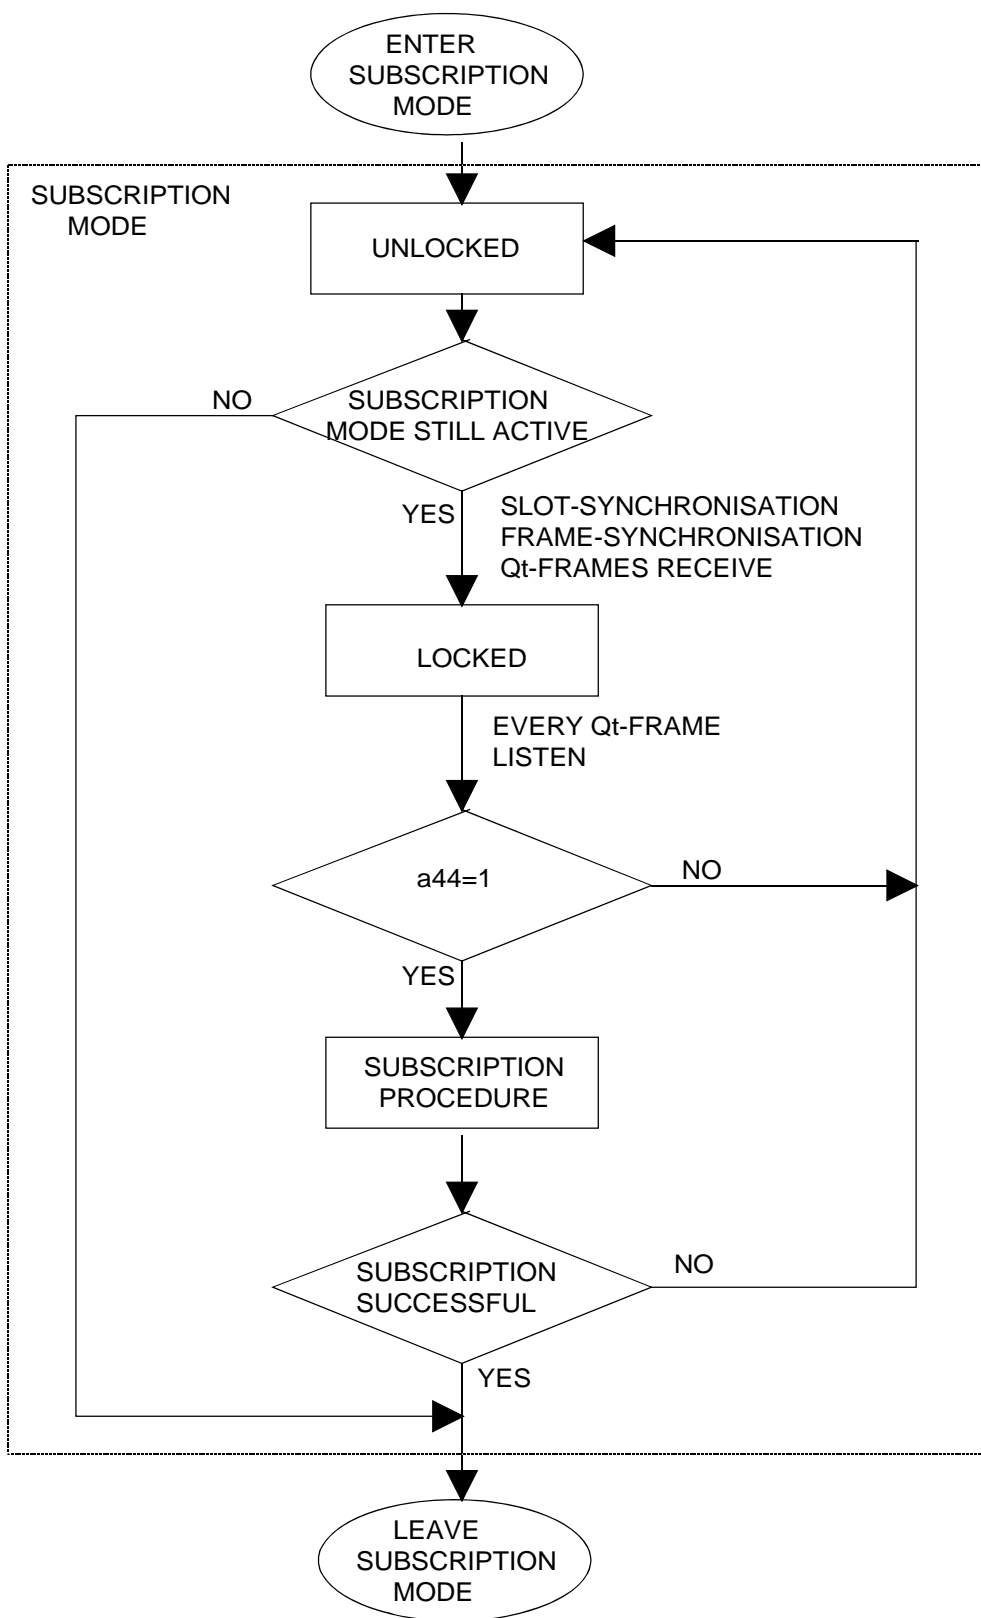 ENTER
SUBSCRIPTION
MODE
SUBSCRIPTION
MODE
UNLOCKED
NO
SUBSCRIPTION
MODE STILL ACTIVE
YES
SLOT-SYNCHRONISATION
FRAME-SYNCHRONISATION
Qt-FRAMES RECEIVE
LOCKED
EVERY Qt-FRAME
LISTEN
a44=1
NO
YES
SUBSCRIPTION
PROCEDURE
SUBSCRIPTION
SUCCESSFUL
NO
YES
LEAVE
SUBSCRIPTION
MODE